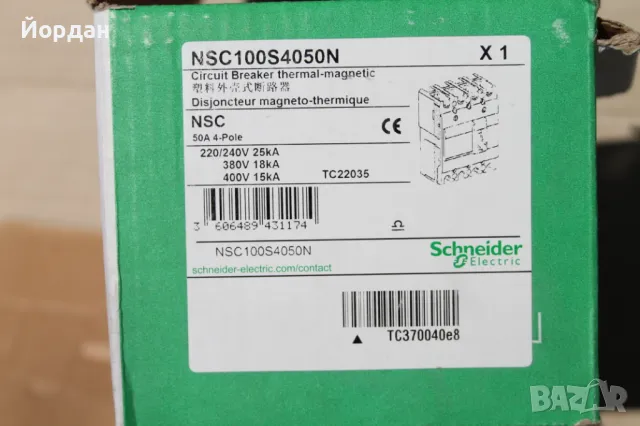 Йордан
NSC100S4050N X 1
Circuit Breaker thermal-magnetic
塑料外壳式断路器
Disjoncteur magneto-thermique
NSC
50A 4-Pole
CE
220/240V 25kA
380V 18kA
400V 15kA TC22035
3 606489 431174
NSC100S4050N
Schneider
Electric
schneider-electric.com/contact
TC370040e8
BAZAR
bg